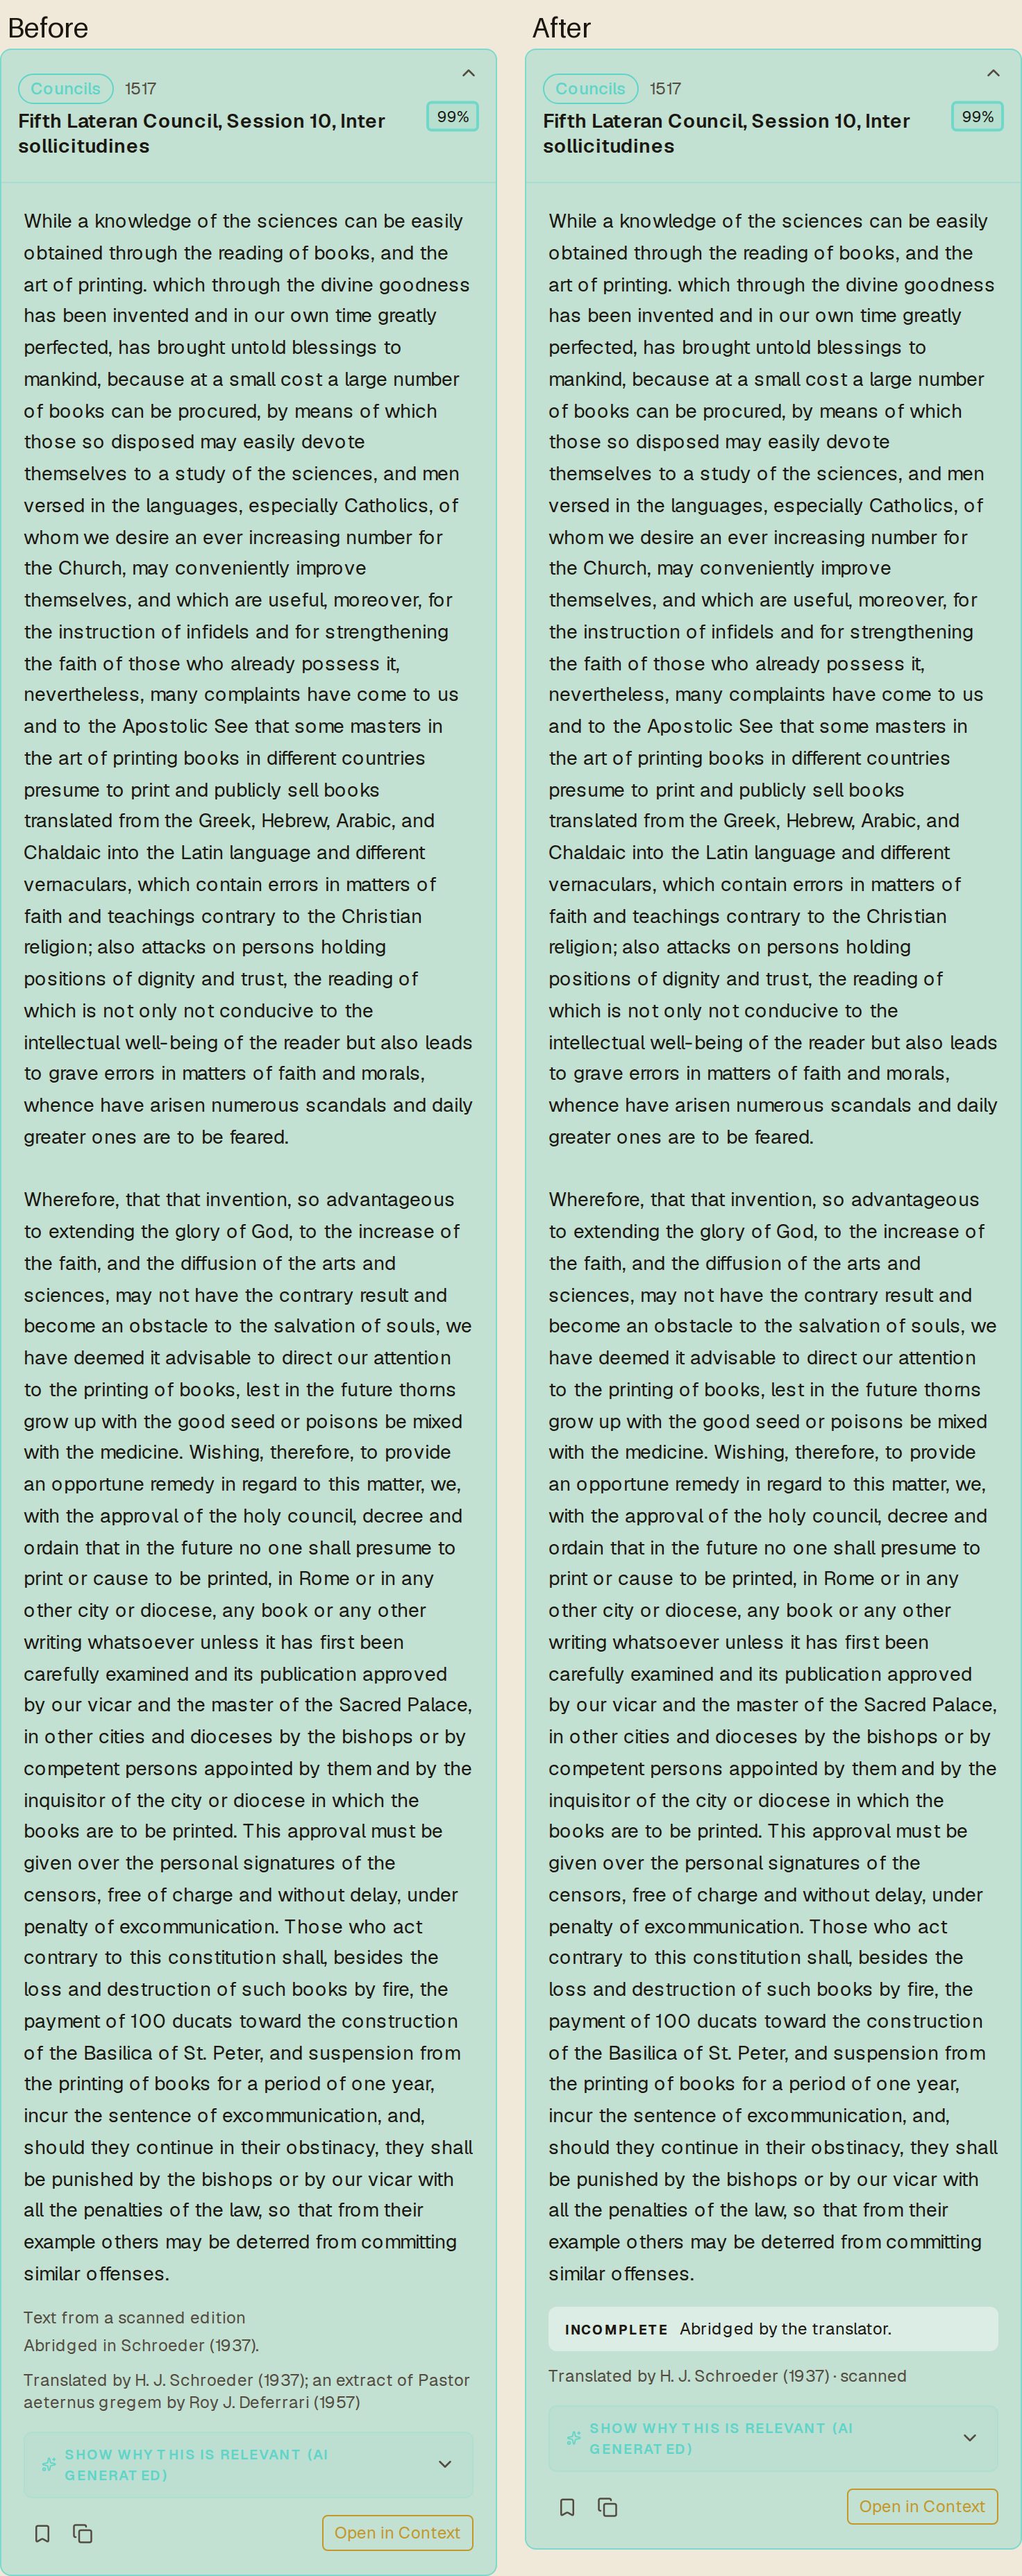 Before
Councils 1517
99%
Fifth Lateran Council, Session 10, Inter
sollicitudines
While a knowledge of the sciences can be easily
obtained through the reading of books, and the
art of printing. which through the divine goodness
has been invented and in our own time greatly
perfected, has brought untold blessings to
mankind, because at a small cost a large number
of books can be procured, by means of which
those so disposed may easily devote
themselves to a study of the sciences, and men
versed in the languages, especially Catholics, of
whom we desire an ever increasing number for
the Church, may conveniently improve
themselves, and which are useful, moreover, for
the instruction of infidels and for strengthening
the faith of those who already possess it,
nevertheless, many complaints have come to us
and to the Apostolic See that some masters in
the art of printing books in different countries
presume to print and publicly sell books
translated from the Greek, Hebrew, Arabic, and
Chaldaic into the Latin language and different
vernaculars, which contain errors in matters of
faith and teachings contrary to the Christian
religion; also attacks on persons holding
positions of dignity and trust, the reading of
which is not only not conducive to the
intellectual well-being of the reader but also leads
to grave errors in matters of faith and morals,
whence have arisen numerous scandals and daily
greater ones are to be feared.
Wherefore, that that invention, so advantageous
to extending the glory of God, to the increase of
the faith, and the diffusion of the arts and
sciences, may not have the contrary result and
become an obstacle to the salvation of souls, we
have deemed it advisable to direct our attention
to the printing of books, lest in the future thorns
grow up with the good seed or poisons be mixed
with the medicine. Wishing, therefore, to provide
an opportune remedy in regard to this matter, we,
with the approval of the holy council, decree and
ordain that in the future no one shall presume to
print or cause to be printed, in Rome or in any
other city or diocese, any book or any other
writing whatsoever unless it has first been
carefully examined and its publication approved
by our vicar and the master of the Sacred Palace,
in other cities and dioceses by the bishops or by
competent persons appointed by them and by the
inquisitor of the city or diocese in which the
books are to be printed. This approval must be
given over the personal signatures of the
censors, free of charge and without delay, under
penalty of excommunication. Those who act
contrary to this constitution shall, besides the
loss and destruction of such books by fire, the
payment of 100 ducats toward the construction
of the Basilica of St. Peter, and suspension from
the printing of books for a period of one year,
incur the sentence of excommunication, and,
should they continue in their obstinacy, they shall
be punished by the bishops or by our vicar with
all the penalties of the law, so that from their
example others may be deterred from committing
similar offenses.
Text from a scanned edition
Abridged in Schroeder (1937).
Translated by H. J. Schroeder (1937); an extract of Pastor
aeternus gregem by Roy J. Deferrari (1957)
SHOW WHY THIS IS RELEVANT (AI
GENERATED)
Open in Context
After
Councils 1517
99%
Fifth Lateran Council, Session 10, Inter
sollicitudines
While a knowledge of the sciences can be easily
obtained through the reading of books, and the
art of printing. which through the divine goodness
has been invented and in our own time greatly
perfected, has brought untold blessings to
mankind, because at a small cost a large number
of books can be procured, by means of which
those so disposed may easily devote
themselves to a study of the sciences, and men
versed in the languages, especially Catholics, of
whom we desire an ever increasing number for
the Church, may conveniently improve
themselves, and which are useful, moreover, for
the instruction of infidels and for strengthening
the faith of those who already possess it,
nevertheless, many complaints have come to us
and to the Apostolic See that some masters in
the art of printing books in different countries
presume to print and publicly sell books
translated from the Greek, Hebrew, Arabic, and
Chaldaic into the Latin language and different
vernaculars, which contain errors in matters of
faith and teachings contrary to the Christian
religion; also attacks on persons holding
positions of dignity and trust, the reading of
which is not only not conducive to the
intellectual well-being of the reader but also leads
to grave errors in matters of faith and morals,
whence have arisen numerous scandals and daily
greater ones are to be feared.
Wherefore, that that invention, so advantageous
to extending the glory of God, to the increase of
the faith, and the diffusion of the arts and
sciences, may not have the contrary result and
become an obstacle to the salvation of souls, we
have deemed it advisable to direct our attention
to the printing of books, lest in the future thorns
grow up with the good seed or poisons be mixed
with the medicine. Wishing, therefore, to provide
an opportune remedy in regard to this matter, we,
with the approval of the holy council, decree and
ordain that in the future no one shall presume to
print or cause to be printed, in Rome or in any
other city or diocese, any book or any other
writing whatsoever unless it has first been
carefully examined and its publication approved
by our vicar and the master of the Sacred Palace,
in other cities and dioceses by the bishops or by
competent persons appointed by them and by the
inquisitor of the city or diocese in which the
books are to be printed. This approval must be
given over the personal signatures of the
censors, free of charge and without delay, under
penalty of excommunication. Those who act
contrary to this constitution shall, besides the
loss and destruction of such books by fire, the
payment of 100 ducats toward the construction
of the Basilica of St. Peter, and suspension from
the printing of books for a period of one year,
incur the sentence of excommunication, and,
should they continue in their obstinacy, they shall
be punished by the bishops or by our vicar with
all the penalties of the law, so that from their
example others may be deterred from committing
similar offenses.
INCOMPLETE Abridged by the translator.
Translated by H. J. Schroeder (1937) · scanned
SHOW WHY THIS IS RELEVANT (AI
GENERATED)
Open in Context